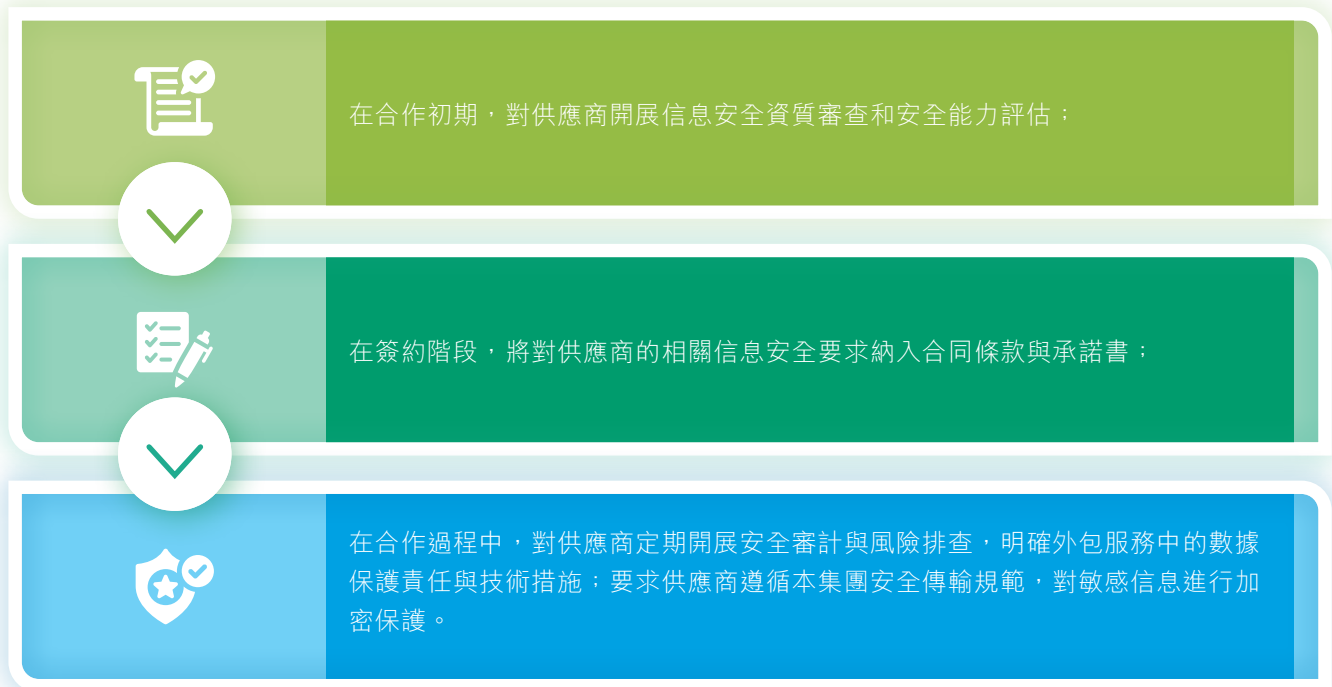 在合作初期，對供應商開展信息安全資質審查和安全能力評估；
在簽約階段，將對供應商的相關信息安全要求納入合同條款與承諾書；
在合作過程中，對供應商定期開展安全審計與風險排查，明確外包服務中的數據
保護責任與技術措施；要求供應商遵循本集團安全傳輸規範，對敏感信息進行加
密保護。